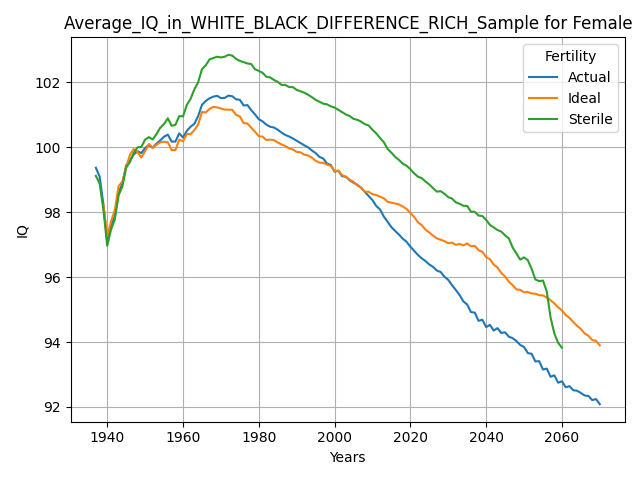 Average_IQ_in_WHITE_BLACK_DIFFERENCE_RICH_Sample for Female
Fertility
Actual
Ideal
Sterile
IQ
102
100
98
96
94
92
1940 1960 1980 2000 2020 2040 2060
Years